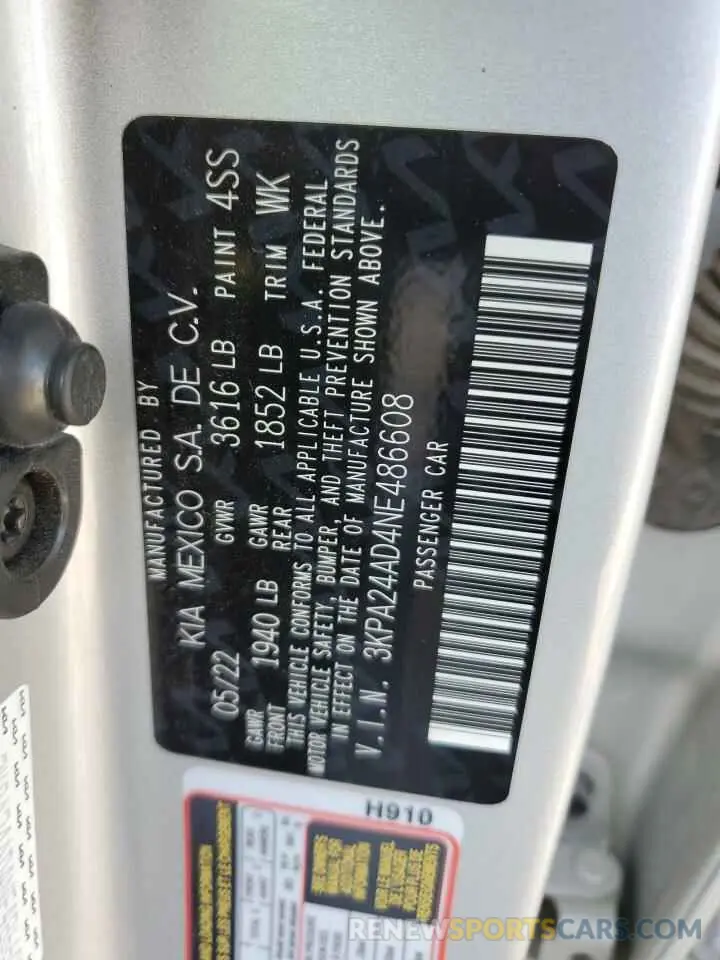 MANUFACTURED BY
KIA MEXICO S.A. DE C.V.
05/22 GVWR 3616 LB PAINT 4SS
GAWR FRONT 1940 LB GAWR REAR 1852 LB TRIM WK
THIS VEHICLE CONFORMS TO ALL APPLICABLE U.S.A. FEDERAL
MOTOR VEHICLE SAFETY, BUMPER, AND THEFT PREVENTION STANDARDS
IN EFFECT ON THE DATE OF MANUFACTURE SHOWN ABOVE.
V.I.N. 3KPA24AD4NE486608
PASSENGER CAR
H910
RENEWSPORTSCARS.COM